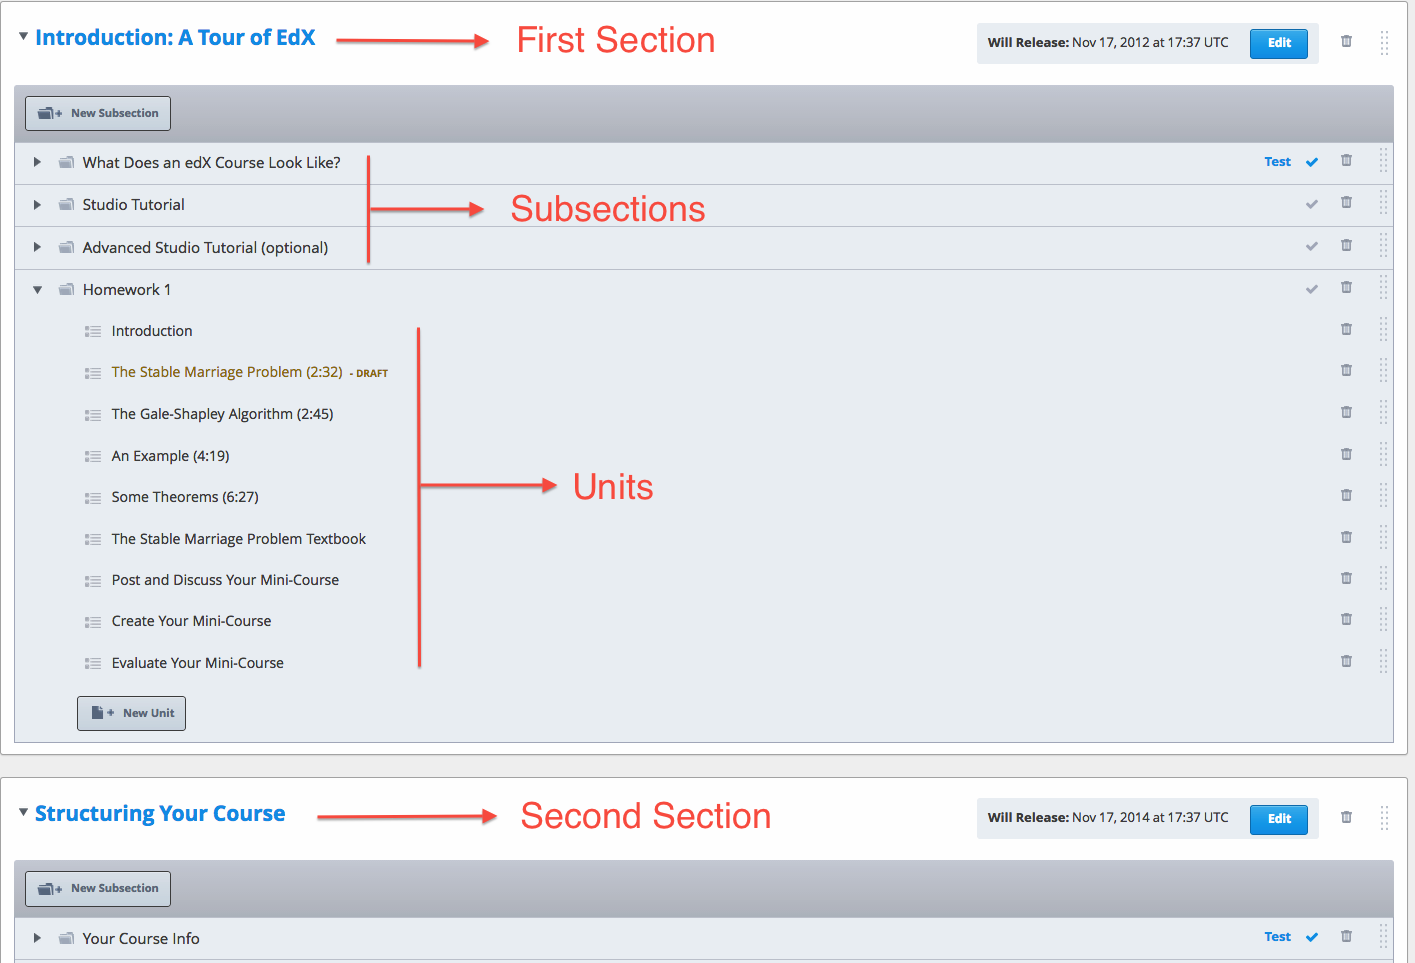 Introduction: A Tour of EdX First Section Will Release: Nov 17, 2012 at 17:37 UTC Edit
New Subsection
What Does an edX Course Look Like? Test
Studio Tutorial
Subsections
Advanced Studio Tutorial (optional)
Homework 1
Introduction
The Stable Marriage Problem (2:32) - DRAFT
The Gale-Shapley Algorithm (2:45)
An Example (4:19)
Units
Some Theorems (6:27)
The Stable Marriage Problem Textbook
Post and Discuss Your Mini-Course
Create Your Mini-Course
Evaluate Your Mini-Course
New Unit
Structuring Your Course Second Section Will Release: Nov 17, 2014 at 17:37 UTC Edit
New Subsection
Your Course Info Test